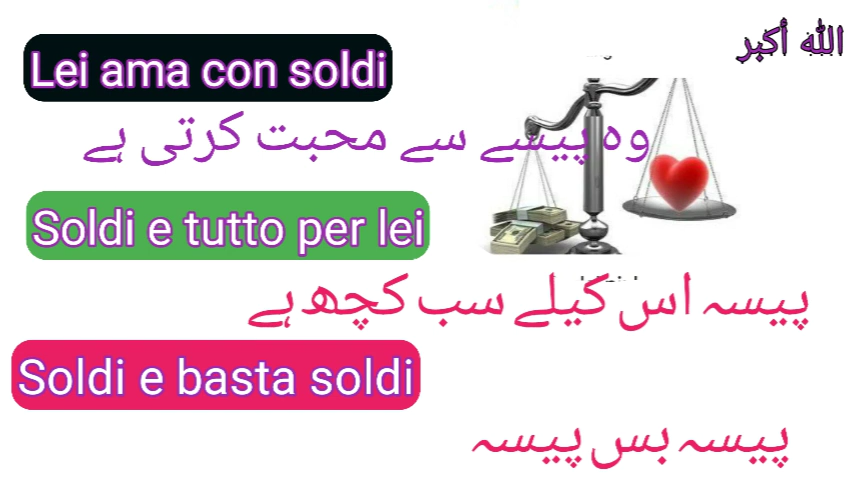 الله أكبر
Lei ama con soldi
وہ پیسے سے محبت کرتی ہے
Soldi e tutto per lei
پیسہ اس کیلے سب کچھ ہے
Soldi e basta soldi
پیسہ بس پیسہ